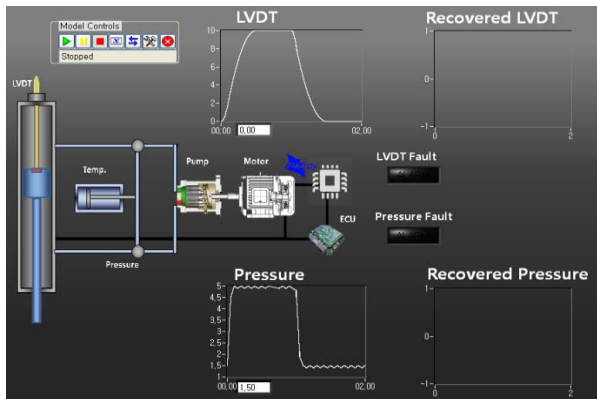 Model Controls
Stopped
LVDT
LVDT
10-
8-
6-
4-
2-
0-
00,00
0,00
02,00
Recovered LVDT
1-
0-
-1-
0
2
Temp.
Pump
Motor
ECU
Pressure
LVDT Fault
Pressure Fault
Pressure
5-
4,5-
4-
3,5-
3-
2,5-
2-
1,5-
1-
00,00
1,50
02,00
Recovered Pressure
1-
0-
-1-
0
2